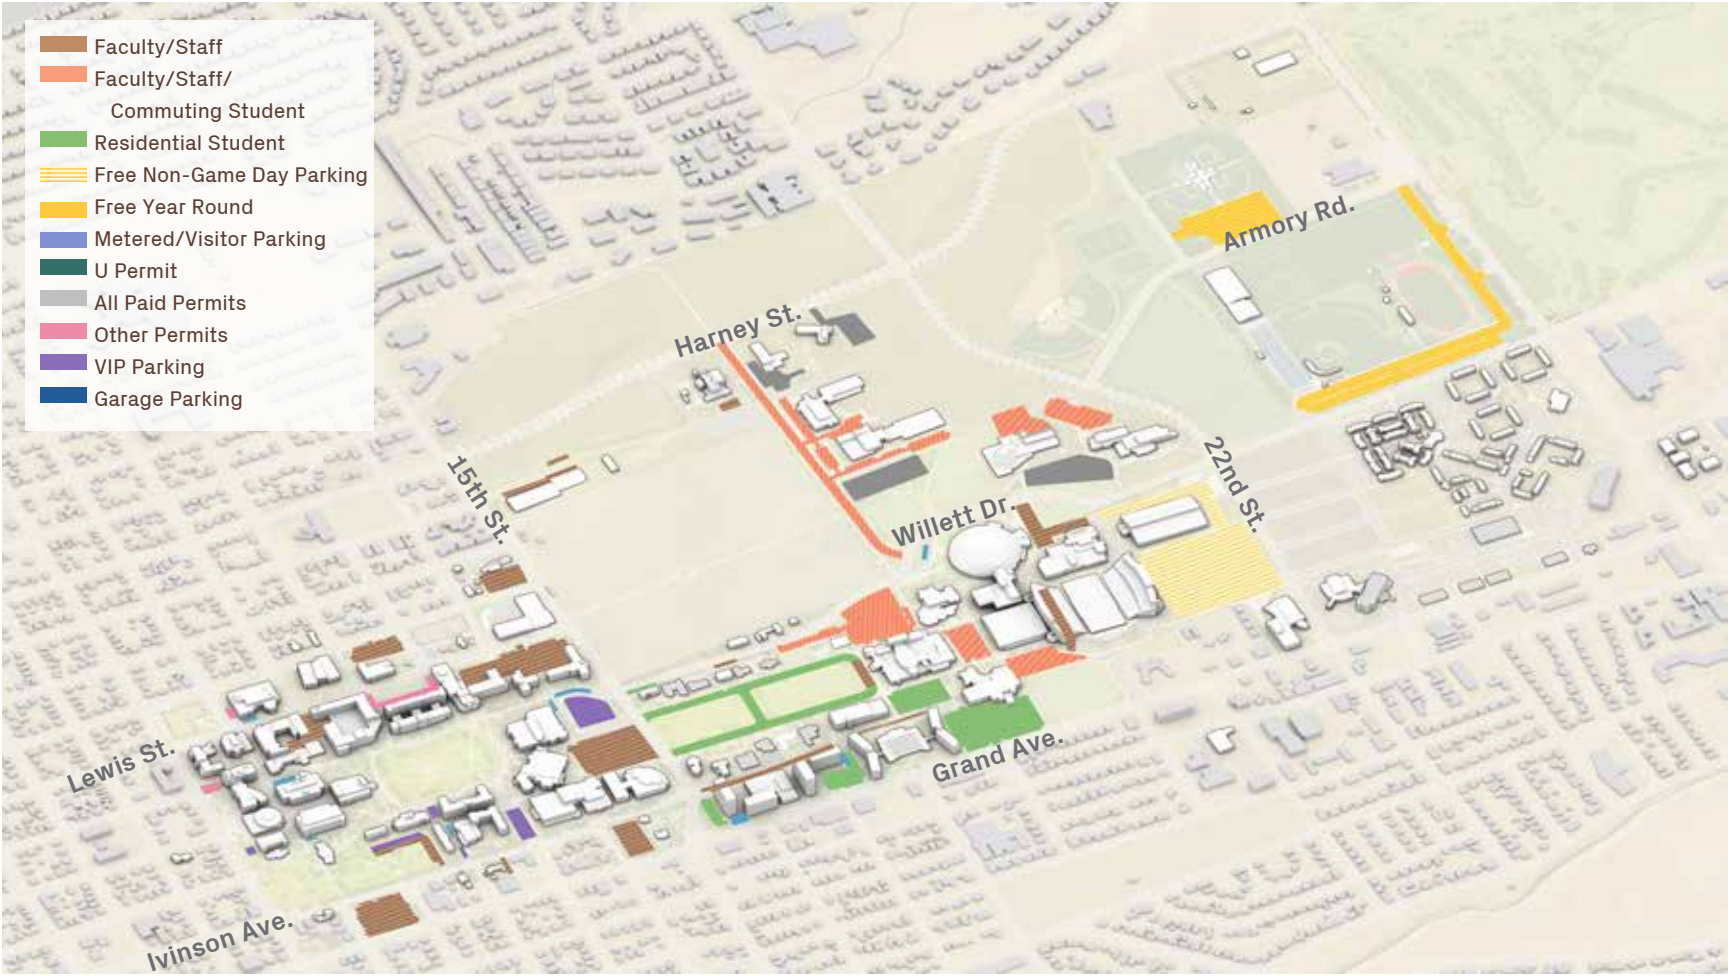 Faculty/Staff
Faculty/Staff/
Commuting Student
Residential Student
Free Non-Game Day Parking
Free Year Round
Metered/Visitor Parking
U Permit
All Paid Permits
Other Permits
VIP Parking
Garage Parking
Armory Rd.
Harney St.
15th St.
22nd St.
Willett Dr.
Lewis St.
Grand Ave.
Ivinson Ave.